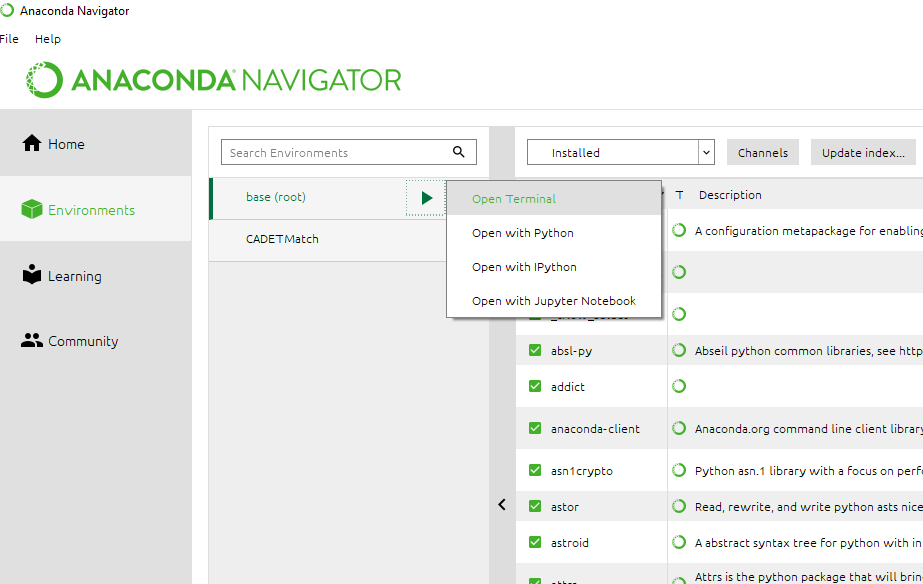 Anaconda Navigator
File Help
ANACONDA NAVIGATOR
Home
Environments
Learning
Community
Search Environments
base (root)
CADETMatch
Open Terminal
Open with Python
Open with IPython
Open with Jupyter Notebook
Installed
Channels
Update index...
T Description
A configuration metapackage for enabling
absl-py Abseil python common libraries, see http
addict
anaconda-client Anaconda.org command line client library
asn1crypto Python asn.1 library with a focus on perf
astor Read, rewrite, and write python asts nice
astroid A abstract syntax tree for python with in
attrs Attrs is the python package that will brin